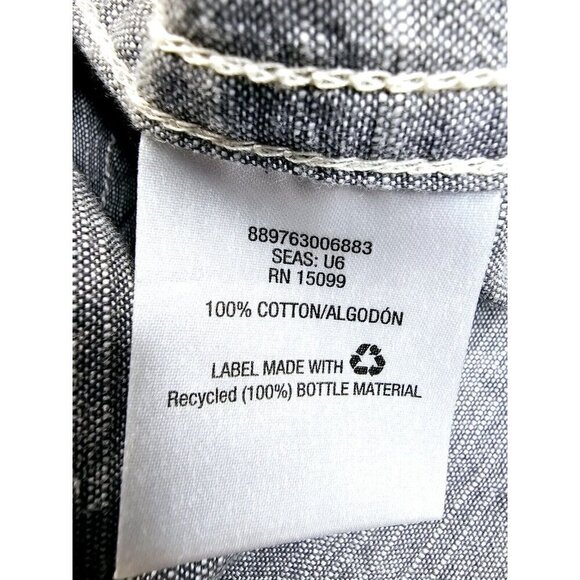 889763006883
SEAS: U6
RN 15099
100% COTTON/ALGODÓN
LABEL MADE WITH
Recycled (100%) BOTTLE MATERIAL